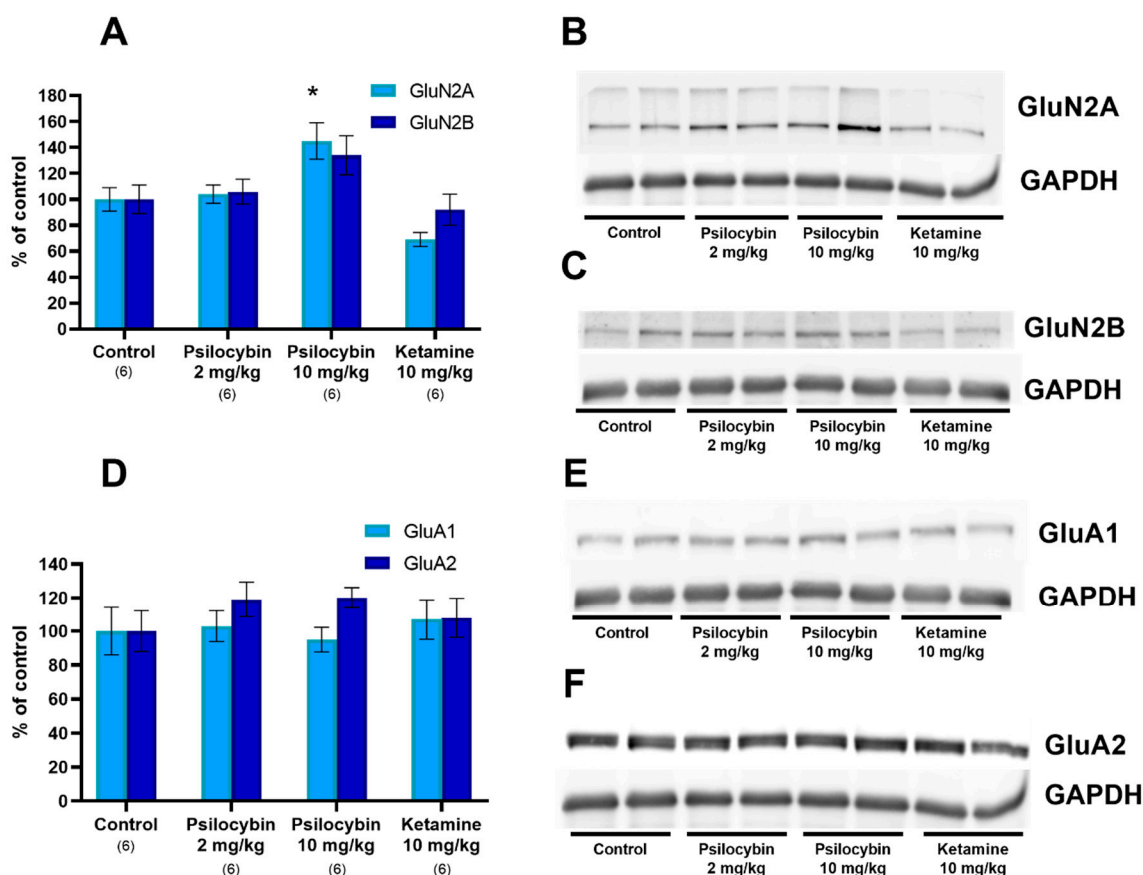 A
GluN2A
GluN2B
*
180
160
140
120
100
80
60
40
20
0
% of control
Control
(6)
Psilocybin
2 mg/kg
(6)
Psilocybin
10 mg/kg
(6)
Ketamine
10 mg/kg
(6)
B
GluN2A
GAPDH
Control
Psilocybin
2 mg/kg
Psilocybin
10 mg/kg
Ketamine
10 mg/kg
C
GluN2B
GAPDH
Control
Psilocybin
2 mg/kg
Psilocybin
10 mg/kg
Ketamine
10 mg/kg
D
GluA1
GluA2
140
120
100
80
60
40
20
0
% of control
Control
(6)
Psilocybin
2 mg/kg
(6)
Psilocybin
10 mg/kg
(6)
Ketamine
10 mg/kg
(6)
E
GluA1
GAPDH
Control
Psilocybin
2 mg/kg
Psilocybin
10 mg/kg
Ketamine
10 mg/kg
F
GluA2
GAPDH
Control
Psilocybin
2 mg/kg
Psilocybin
10 mg/kg
Ketamine
10 mg/kg